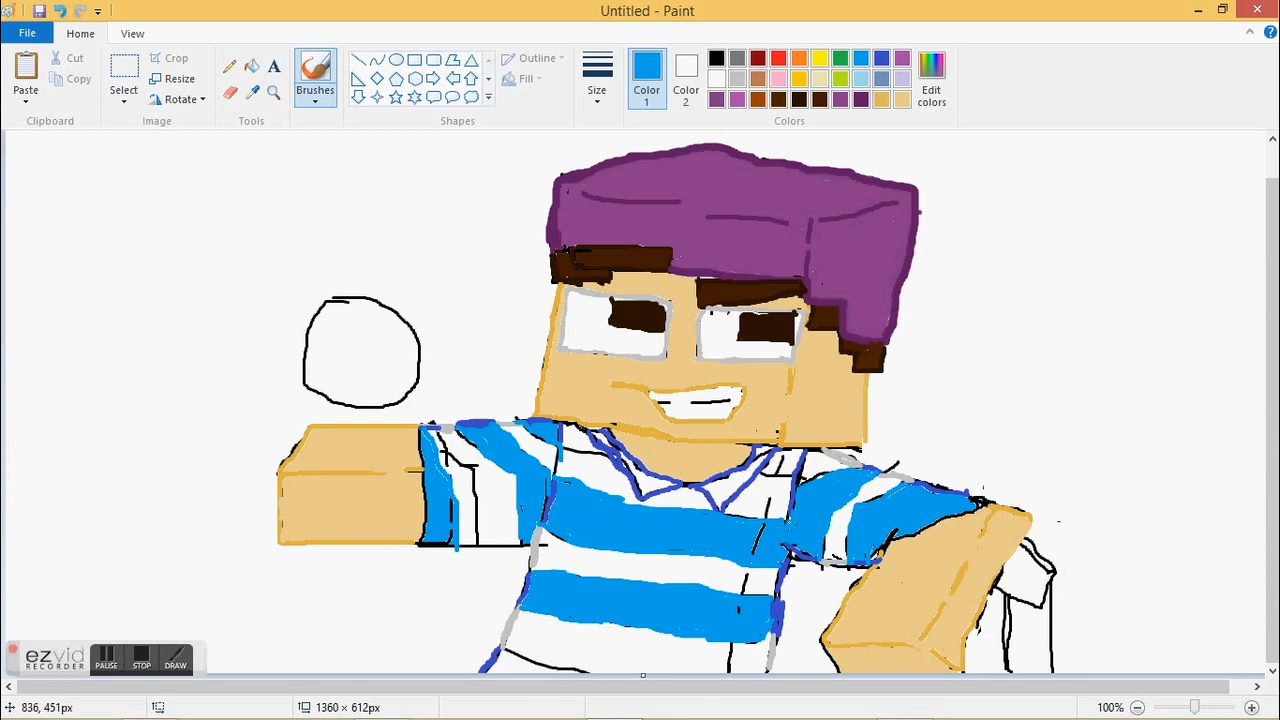 Untitled - Paint
File Home View
Paste
Cut
Copy
Clipboard
Select
Crop
Resize
Rotate
Image
A
Tools
Brushes
Outline
Fill
Shapes
Size
Color 1
Color 2
Edit colors
Colors
ezvid
RECORDER
PAUSE STOP DRAW
836, 451px
1360 × 612px
100%